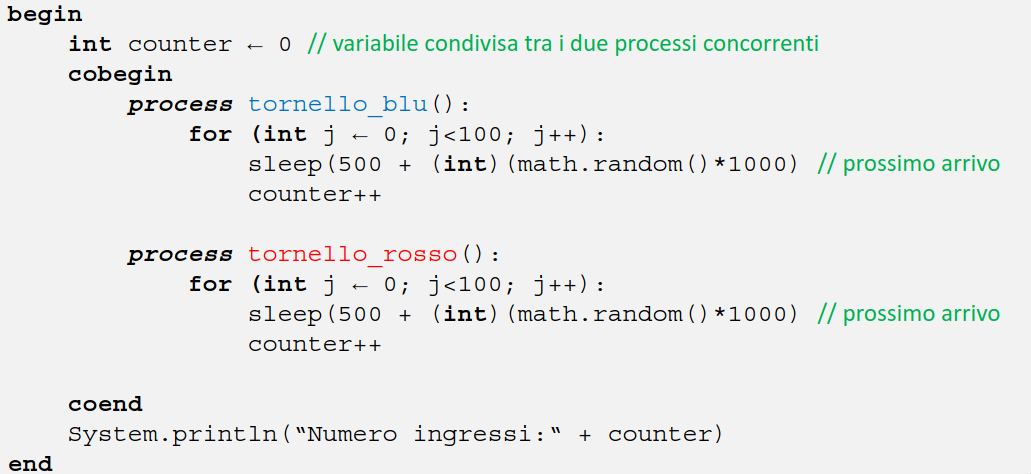 begin
int counter ← 0 // variabile condivisa tra i due processi concorrenti
cobegin
process tornello_blu():
for (int j ← 0; j<100; j++):
sleep(500 + (int)(math.random()*1000) // prossimo arrivo
counter++
process tornello_rosso():
for (int j ← 0; j<100; j++):
sleep(500 + (int)(math.random()*1000) // prossimo arrivo
counter++
coend
System.println(“Numero ingressi:“ + counter)
end